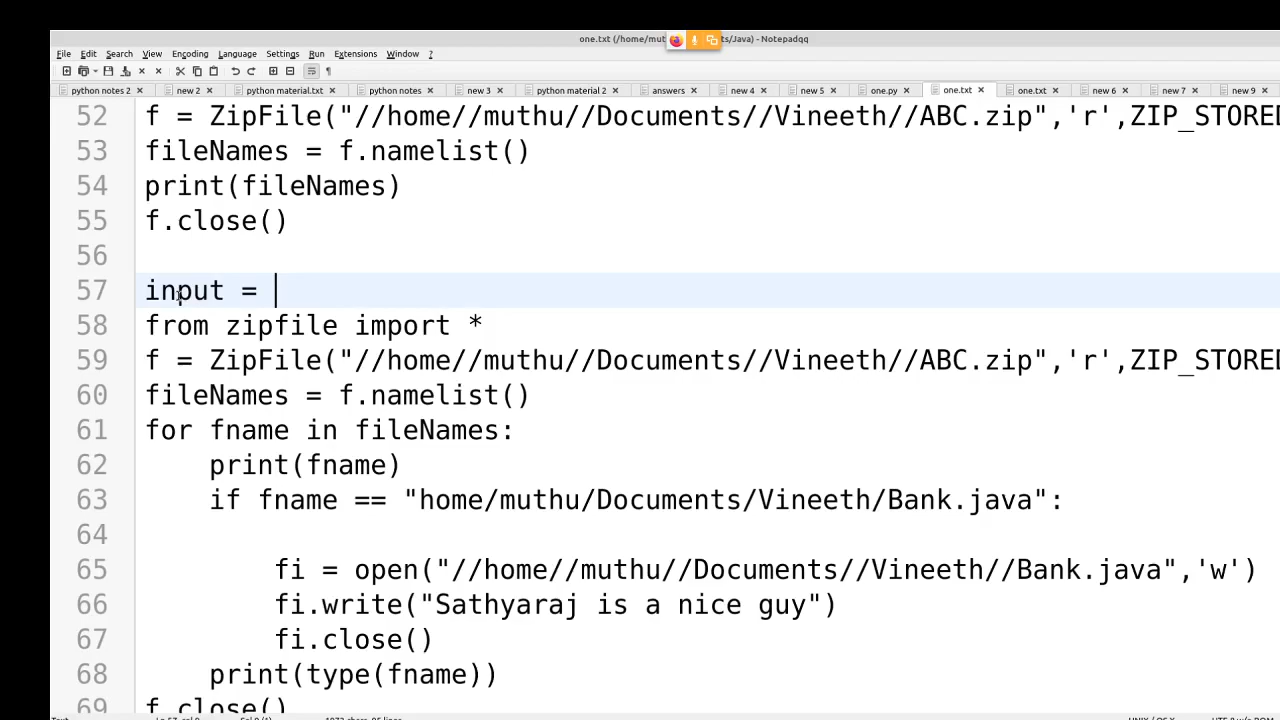 one.txt (/home/mut ts/Java) - Notepadqq
File Edit Search View Encoding Language Settings Run Extensions Window ?
python notes 2 new 2 python material.txt python notes new 3 python material 2 answers new 4 new 5 one.py one.txt one.txt new 6 new 7 new 9
52 f = ZipFile("//home//muthu//Documents//Vineeth//ABC.zip",'r',ZIP_STORED
53 fileNames = f.namelist()
54 print(fileNames)
55 f.close()
56
57 input =
58 from zipfile import *
59 f = ZipFile("//home//muthu//Documents//Vineeth//ABC.zip",'r',ZIP_STORED
60 fileNames = f.namelist()
61 for fname in fileNames:
62 print(fname)
63 if fname == "home/muthu/Documents/Vineeth/Bank.java":
64
65 fi = open("//home//muthu//Documents//Vineeth//Bank.java",'w')
66 fi.write("Sathyaraj is a nice guy")
67 fi.close()
68 print(type(fname))
69 f.close()